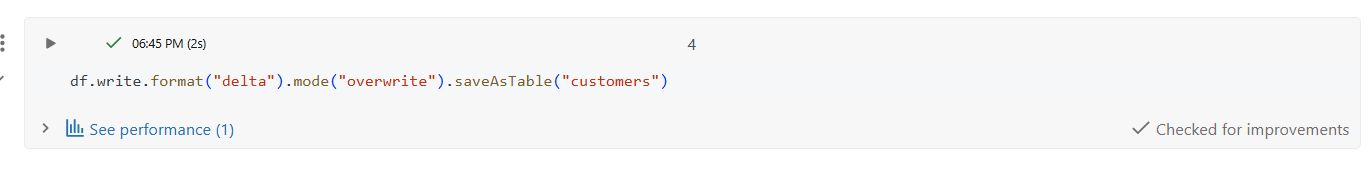 06:45 PM (2s)
4
df.write.format("delta").mode("overwrite").saveAsTable("customers")
See performance (1)
Checked for improvements